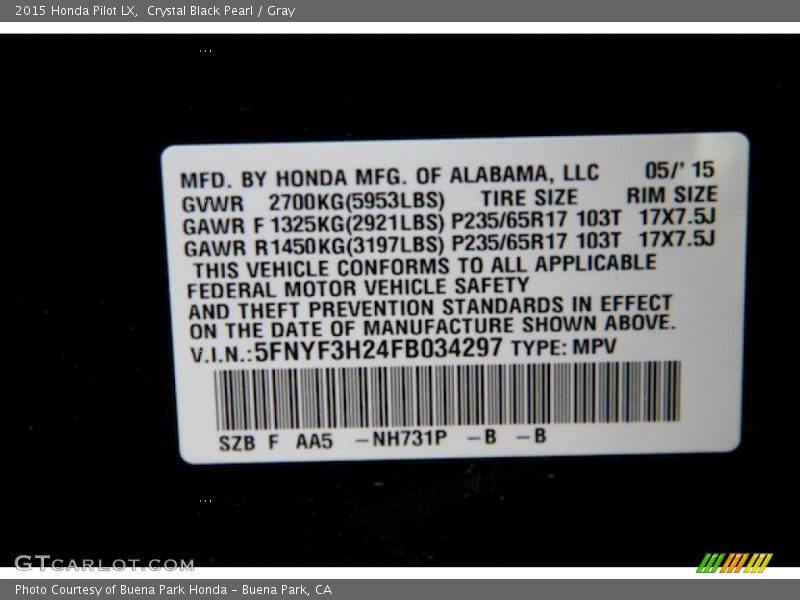 2015 Honda Pilot LX,  Crystal Black Pearl / Gray
...
MFD. BY HONDA MFG. OF ALABAMA, LLC 05/' 15
GVWR 2700KG(5953LBS) TIRE SIZE RIM SIZE
GAWR F 1325KG(2921LBS) P235/65R17 103T 17X7.5J
GAWR R1450KG(3197LBS) P235/65R17 103T 17X7.5J
THIS VEHICLE CONFORMS TO ALL APPLICABLE
FEDERAL MOTOR VEHICLE SAFETY
AND THEFT PREVENTION STANDARDS IN EFFECT
ON THE DATE OF MANUFACTURE SHOWN ABOVE.
V.I.N.:5FNYF3H24FB034297 TYPE: MPV
SZB F AA5 –NH731P –B –B
...
GTCARLOT.COM
Photo Courtesy of Buena Park Honda - Buena Park, CA